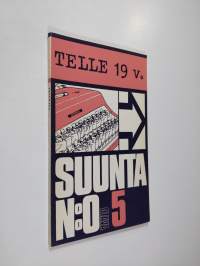 TELLE 19 v.
SUUNTA
N:O 5